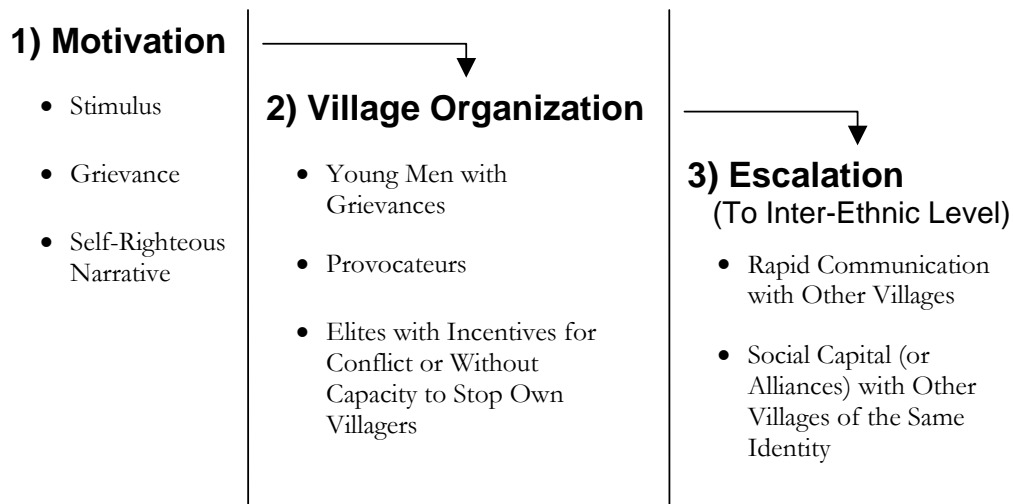 1) Motivation
• Stimulus
• Grievance
• Self-Righteous
Narrative
2) Village Organization
• Young Men with
Grievances
• Provocateurs
• Elites with Incentives for
Conflict or Without
Capacity to Stop Own
Villagers
3) Escalation
(To Inter-Ethnic Level)
• Rapid Communication
with Other Villages
• Social Capital (or
Alliances) with Other
Villages of the Same
Identity